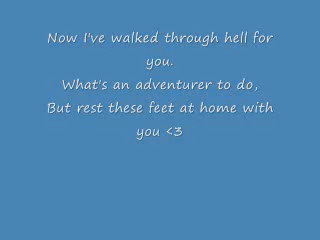 Now I've walked through hell for
you.
What's an adventurer to do,
But rest these feet at home with
you <3